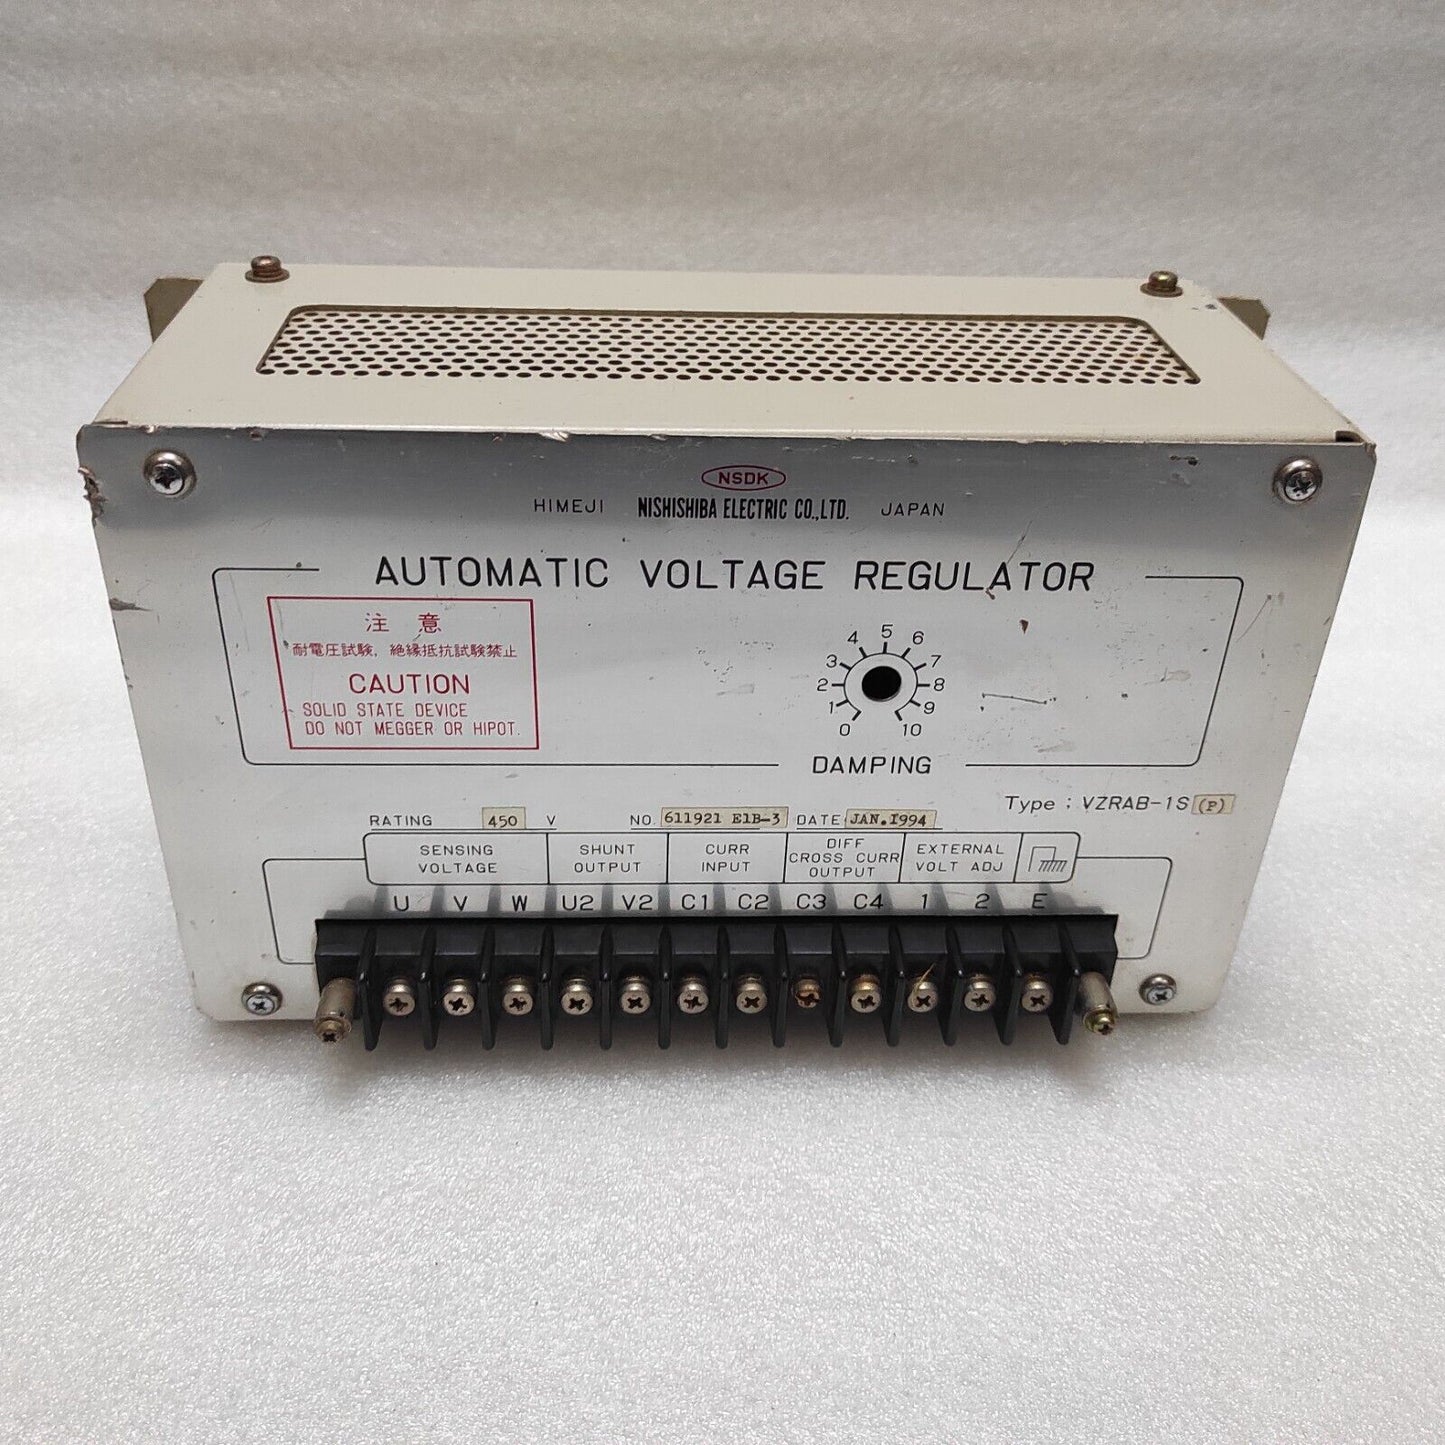 NSDK
HIMEJI NISHISHIBA ELECTRIC CO.,LTD. JAPAN
AUTOMATIC VOLTAGE REGULATOR
注 意
耐電圧試験, 絶縁抵抗試験禁止
CAUTION
SOLID STATE DEVICE
DO NOT MEGGER OR HIPOT.
0 1 2 3 4 5 6 7 8 9 10
DAMPING
Type : VZRAB-1S (P)
RATING 450 V NO. 611921 E1B-3 DATE JAN.1994
SENSING VOLTAGE
SHUNT OUTPUT
CURR INPUT
DIFF CROSS CURR OUTPUT
EXTERNAL VOLT ADJ
U V W U2 V2 C1 C2 C3 C4 1 2 E